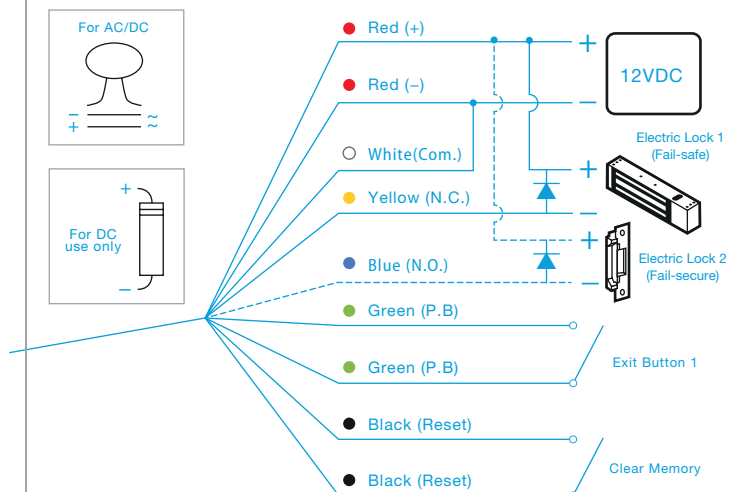 For AC/DC
− ~
+ ~
+
For DC
use only
−
Red (+)
+
12VDC
Red (−)
−
Electric Lock 1
(Fail-safe)
White(Com.)
+
Yellow (N.C.)
−
+
Electric Lock 2
(Fail-secure)
Blue (N.O.)
−
Green (P.B)
Exit Button 1
Green (P.B)
Black (Reset)
Clear Memory
Black (Reset)